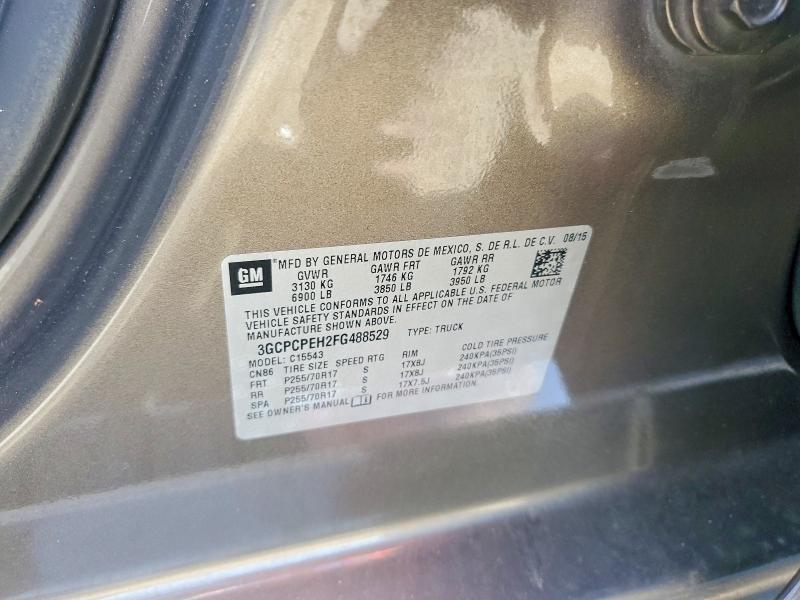 GM
MFD BY GENERAL MOTORS DE MEXICO, S. DE R.L. DE C.V. 08/15
GVWR GAWR FRT GAWR RR
3130 KG 1746 KG 1792 KG
6900 LB 3850 LB 3950 LB
THIS VEHICLE CONFORMS TO ALL APPLICABLE U.S. FEDERAL MOTOR
VEHICLE SAFETY STANDARDS IN EFFECT ON THE DATE OF
MANUFACTURE SHOWN ABOVE.
3GCPCPEH2FG488529 TYPE: TRUCK
MODEL: C15543
CN86 TIRE SIZE SPEED RTG RIM COLD TIRE PRESSURE
FRT P255/70R17 S 17X8J 240KPA(35PSI)
RR P255/70R17 S 17X8J 240KPA(35PSI)
SPA P255/70R17 S 17X7.5J 240KPA(35PSI)
SEE OWNER'S MANUAL FOR MORE INFORMATION.